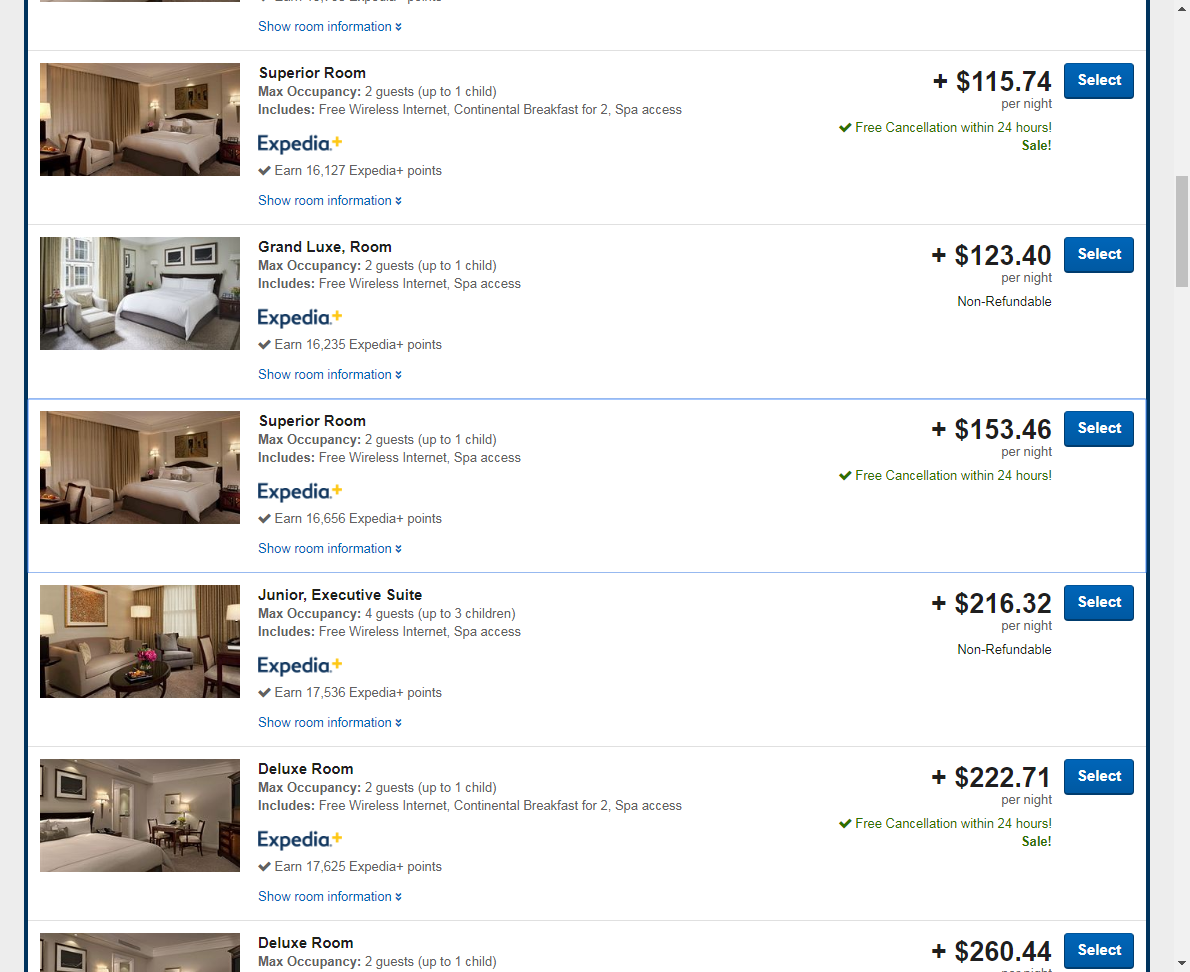 Show room information
Superior Room
Max Occupancy: 2 guests (up to 1 child)
Includes: Free Wireless Internet, Continental Breakfast for 2, Spa access
Expedia+
Earn 16,127 Expedia+ points
Show room information
+ $115.74
per night
Free Cancellation within 24 hours!
Sale!
Select
Grand Luxe, Room
Max Occupancy: 2 guests (up to 1 child)
Includes: Free Wireless Internet, Spa access
Expedia+
Earn 16,235 Expedia+ points
Show room information
+ $123.40
per night
Non-Refundable
Select
Superior Room
Max Occupancy: 2 guests (up to 1 child)
Includes: Free Wireless Internet, Spa access
Expedia+
Earn 16,656 Expedia+ points
Show room information
+ $153.46
per night
Free Cancellation within 24 hours!
Select
Junior, Executive Suite
Max Occupancy: 4 guests (up to 3 children)
Includes: Free Wireless Internet, Spa access
Expedia+
Earn 17,536 Expedia+ points
Show room information
+ $216.32
per night
Non-Refundable
Select
Deluxe Room
Max Occupancy: 2 guests (up to 1 child)
Includes: Free Wireless Internet, Continental Breakfast for 2, Spa access
Expedia+
Earn 17,625 Expedia+ points
Show room information
+ $222.71
per night
Free Cancellation within 24 hours!
Sale!
Select
Deluxe Room
Max Occupancy: 2 guests (up to 1 child)
+ $260.44
Select